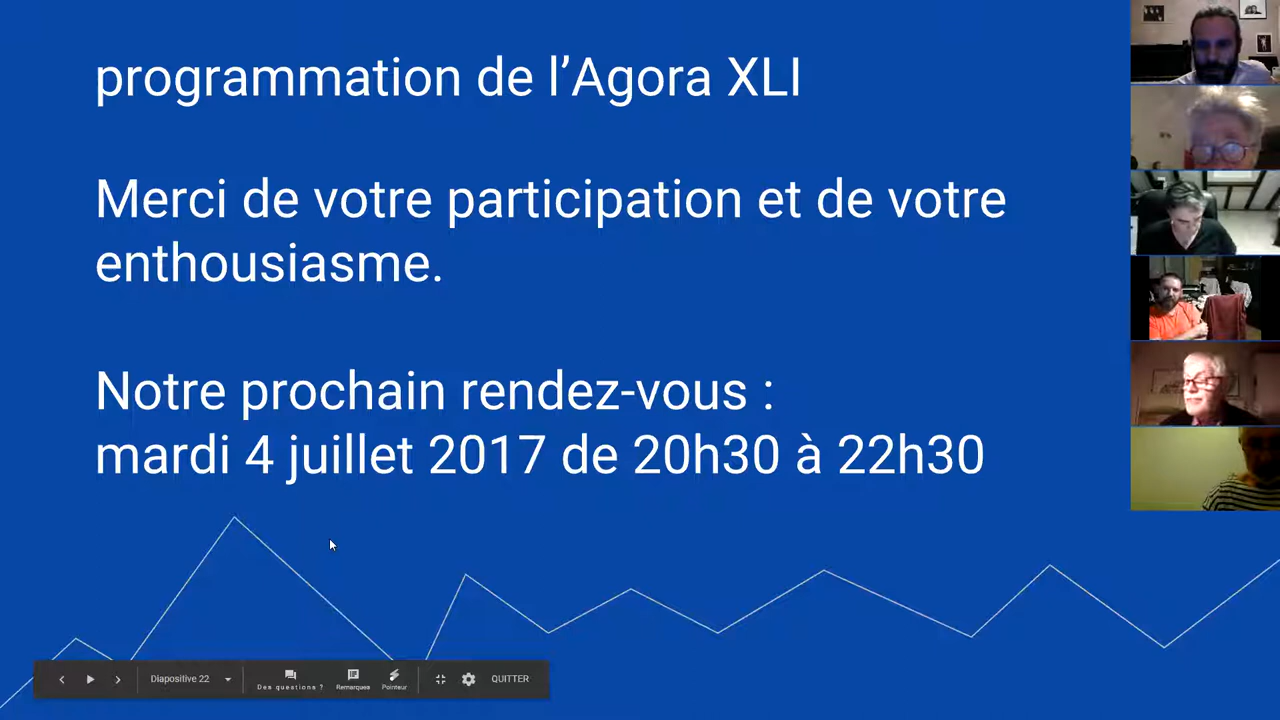 programmation de l’Agora XLI
Merci de votre participation et de votre
enthousiasme.
Notre prochain rendez-vous :
mardi 4 juillet 2017 de 20h30 à 22h30
Diapositive 22
Des questions ?
Remarques
Pointeur
QUITTER